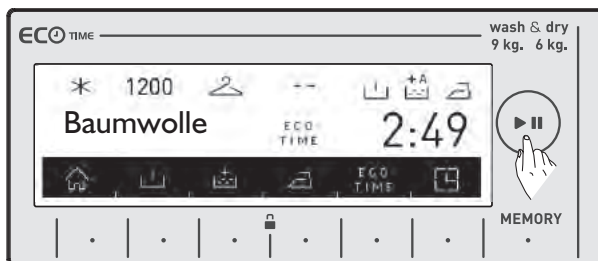 ECO TIME
wash & dry
9 kg. 6 kg.
1200
-- +A
Baumwolle
ECO TIME
2:49
ECO TIME
MEMORY